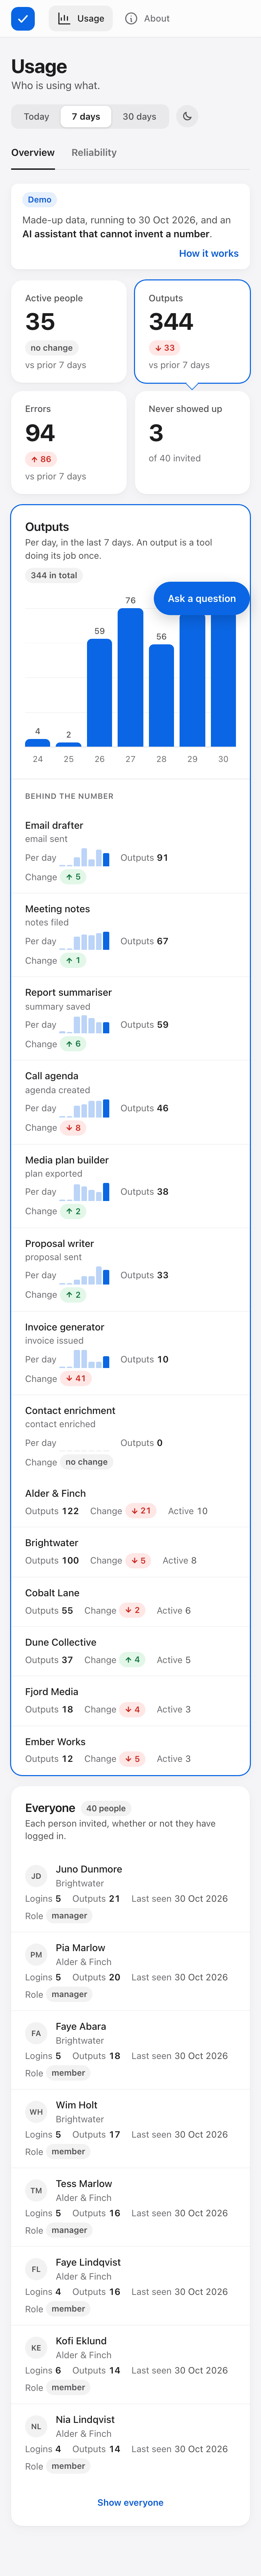 Usage
About
Usage
Who is using what.
Today
7 days
30 days
Overview
Reliability
Demo
Made-up data, running to 30 Oct 2026, and an
AI assistant that cannot invent a number.
How it works
Active people
35
no change
vs prior 7 days
Outputs
344
↓ 33
vs prior 7 days
Errors
94
↑ 86
vs prior 7 days
Never showed up
3
of 40 invited
Outputs
Per day, in the last 7 days. An output is a tool
doing its job once.
344 in total
Ask a question
4
2
59
76
56
24
25
26
27
28
29
30
BEHIND THE NUMBER
Email drafter
email sent
Per day
Outputs 91
Change ↑ 5
Meeting notes
notes filed
Per day
Outputs 67
Change ↑ 1
Report summariser
summary saved
Per day
Outputs 59
Change ↑ 6
Call agenda
agenda created
Per day
Outputs 46
Change ↓ 8
Media plan builder
plan exported
Per day
Outputs 38
Change ↑ 2
Proposal writer
proposal sent
Per day
Outputs 33
Change ↑ 2
Invoice generator
invoice issued
Per day
Outputs 10
Change ↓ 41
Contact enrichment
contact enriched
Per day
Outputs 0
Change no change
Alder & Finch
Outputs 122 Change ↓ 21 Active 10
Brightwater
Outputs 100 Change ↓ 5 Active 8
Cobalt Lane
Outputs 55 Change ↓ 2 Active 6
Dune Collective
Outputs 37 Change ↑ 4 Active 5
Fjord Media
Outputs 18 Change ↓ 4 Active 3
Ember Works
Outputs 12 Change ↓ 5 Active 3
Everyone 40 people
Each person invited, whether or not they have
logged in.
JD
Juno Dunmore
Brightwater
Logins 5 Outputs 21 Last seen 30 Oct 2026
Role manager
PM
Pia Marlow
Alder & Finch
Logins 5 Outputs 20 Last seen 30 Oct 2026
Role manager
FA
Faye Abara
Brightwater
Logins 5 Outputs 18 Last seen 30 Oct 2026
Role member
WH
Wim Holt
Brightwater
Logins 5 Outputs 17 Last seen 30 Oct 2026
Role member
TM
Tess Marlow
Alder & Finch
Logins 5 Outputs 16 Last seen 30 Oct 2026
Role manager
FL
Faye Lindqvist
Alder & Finch
Logins 4 Outputs 16 Last seen 30 Oct 2026
Role member
KE
Kofi Eklund
Alder & Finch
Logins 6 Outputs 14 Last seen 30 Oct 2026
Role member
NL
Nia Lindqvist
Alder & Finch
Logins 4 Outputs 14 Last seen 30 Oct 2026
Role member
Show everyone